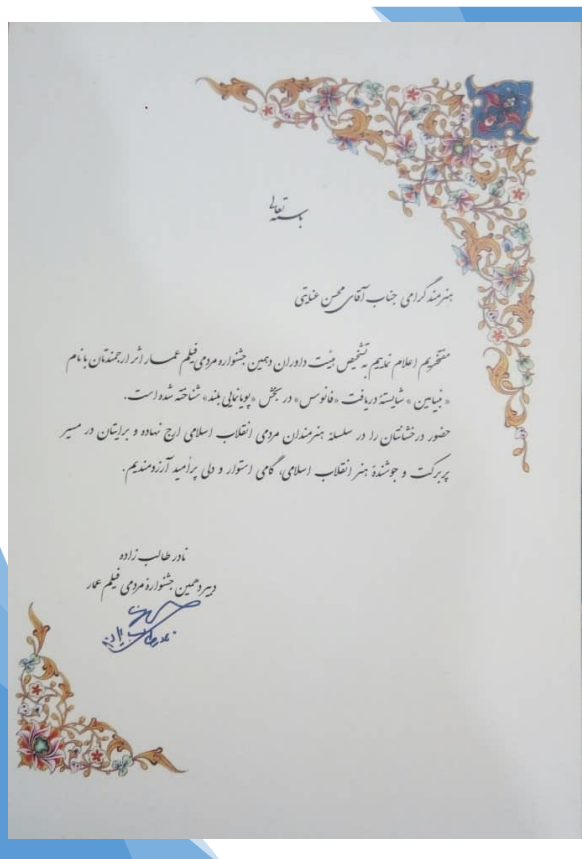 باسمه تعالی
هنرمند گرامی جناب آقای محسن عنایتی
مفتخریم اعلام نماییم به تشخیص هیئت داوران دهمین جشنواره مردمی فیلم عمــار اثر ارجمندتان با نام
«بنیامین» شایستهٔ دریافت «فانوس» در بخش «پویانمایی بلند» شناخته شده است.
حضور درخشانتان را در سلسلهٔ هنرمندان مردمی انقلاب اسلامی ارج نهاده و برایتان در مسیر
پربرکت و جوشندهٔ هنر انقلاب اسلامی، گامی استوار و دلی پرامید آرزومندیم.
نادر طالب زاده
دبیر دهمین جشنوارهٔ مردمی فیلم عمار